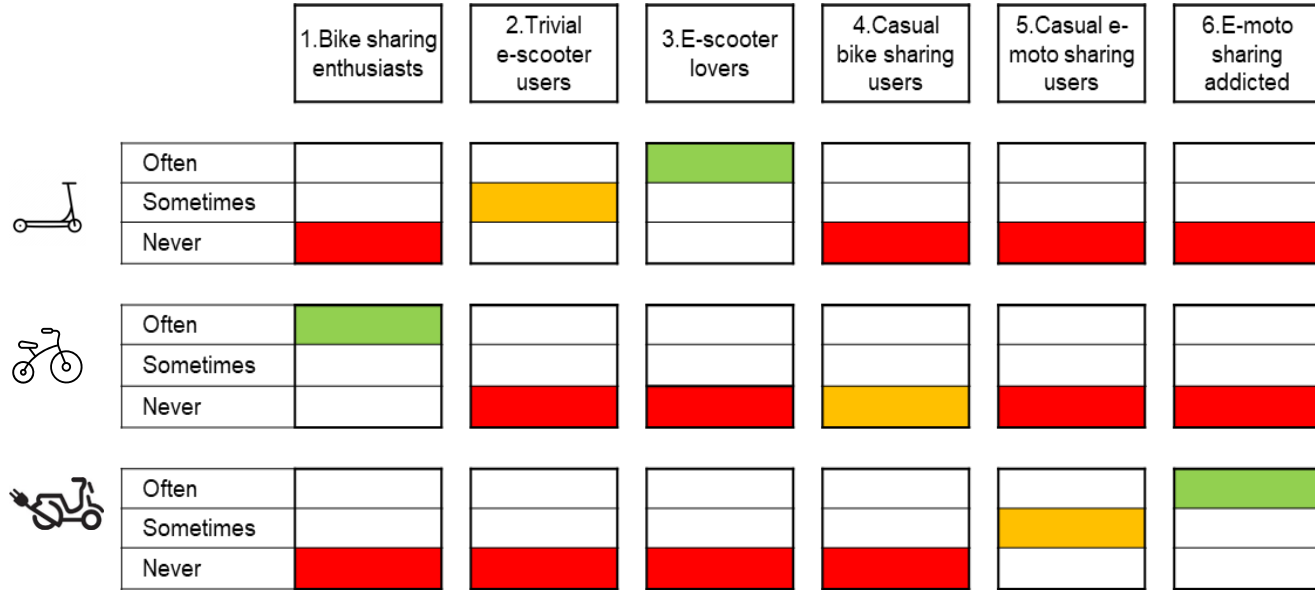 1.Bike sharing
enthusiasts
2.Trivial
e-scooter
users
3.E-scooter
lovers
4.Casual
bike sharing
users
5.Casual e-
moto sharing
users
6.E-moto
sharing
addicted
Often
Sometimes
Never
Often
Sometimes
Never
Often
Sometimes
Never